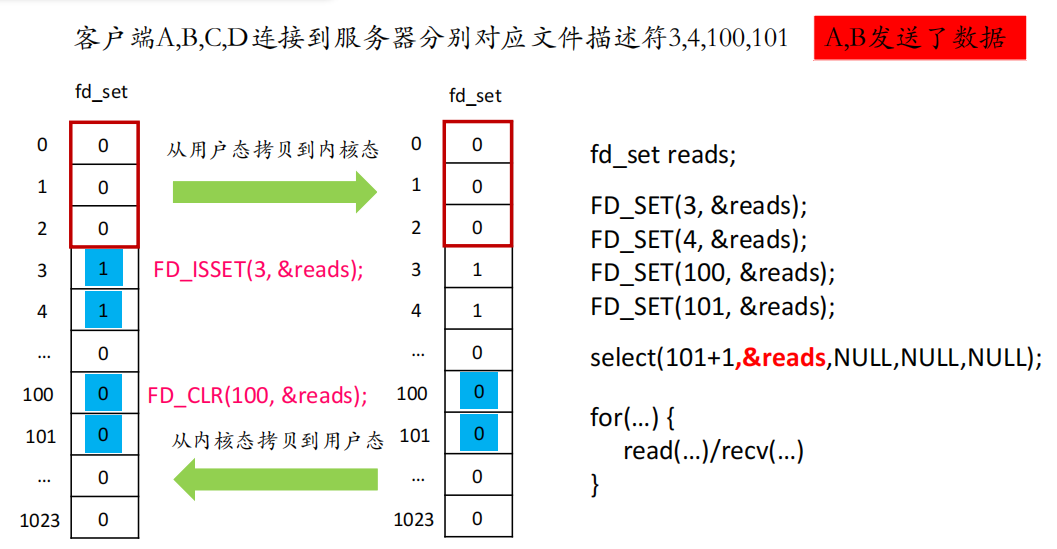 客户端A,B,C,D连接到服务器分别对应文件描述符3,4,100,101
A,B发送了数据
fd_set
0 0
1 0
2 0
3 1
4 1
... 0
100 0
101 0
... 0
1023 0
从用户态拷贝到内核态
FD_ISSET(3, &reads);
FD_CLR(100, &reads);
从内核态拷贝到用户态
fd_set
0 0
1 0
2 0
3 1
4 1
... 0
100 0
101 0
... 0
1023 0
fd_set reads;
FD_SET(3, &reads);
FD_SET(4, &reads);
FD_SET(100, &reads);
FD_SET(101, &reads);
select(101+1,&reads,NULL,NULL,NULL);
for(...) {
read(...)/recv(...)
}